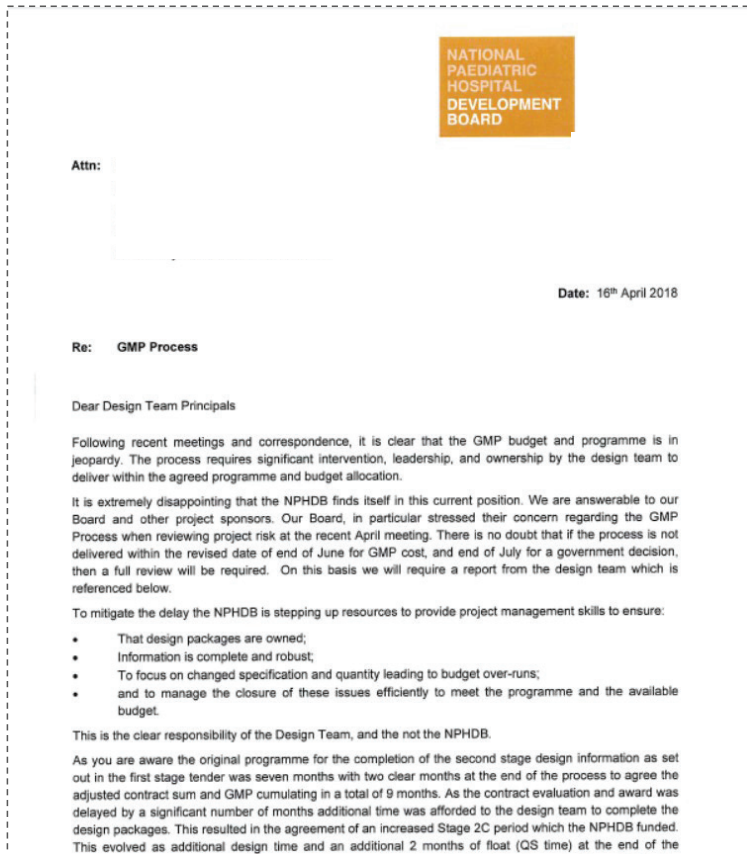 NATIONAL
PAEDIATRIC
HOSPITAL
DEVELOPMENT
BOARD
Attn:
Date: 16th April 2018
Re: GMP Process
Dear Design Team Principals
Following recent meetings and correspondence, it is clear that the GMP budget and programme is in
jeopardy. The process requires significant intervention, leadership, and ownership by the design team to
deliver within the agreed programme and budget allocation.
It is extremely disappointing that the NPHDB finds itself in this current position. We are answerable to our
Board and other project sponsors. Our Board, in particular stressed their concern regarding the GMP
Process when reviewing project risk at the recent April meeting. There is no doubt that if the process is not
delivered within the revised date of end of June for GMP cost, and end of July for a government decision,
then a full review will be required. On this basis we will require a report from the design team which is
referenced below.
To mitigate the delay the NPHDB is stepping up resources to provide project management skills to ensure:
• That design packages are owned;
• Information is complete and robust;
• To focus on changed specification and quantity leading to budget over-runs;
• and to manage the closure of these issues efficiently to meet the programme and the available
budget.
This is the clear responsibility of the Design Team, and the not the NPHDB.
As you are aware the original programme for the completion of the second stage design information as set
out in the first stage tender was seven months with two clear months at the end of the process to agree the
adjusted contract sum and GMP cumulating in a total of 9 months. As the contract evaluation and award was
delayed by a significant number of months additional time was afforded to the design team to complete the
design packages. This resulted in the agreement of an increased Stage 2C period which the NPHDB funded.
This evolved as additional design time and an additional 2 months of float (QS time) at the end of the